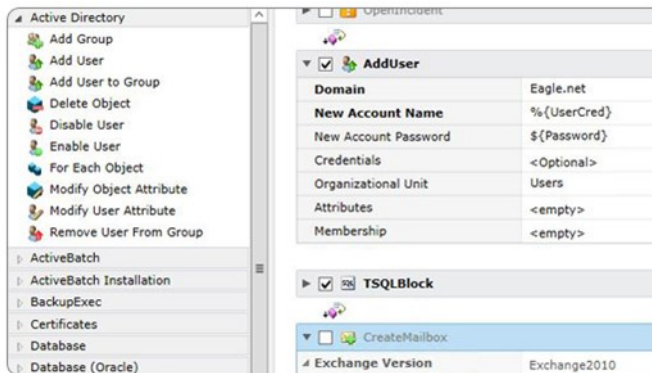 Active Directory
Add Group
Add User
Add User to Group
Delete Object
Disable User
Enable User
For Each Object
Modify Object Attribute
Modify User Attribute
Remove User From Group
ActiveBatch
ActiveBatch Installation
BackupExec
Certificates
Database
Database (Oracle)
OpenIncident
AddUser
Domain Eagle.net
New Account Name %{UserCred}
New Account Password ${Password}
Credentials <Optional>
Organizational Unit Users
Attributes <empty>
Membership <empty>
SQL TSQLBlock
CreateMailbox
Exchange Version Exchange2010